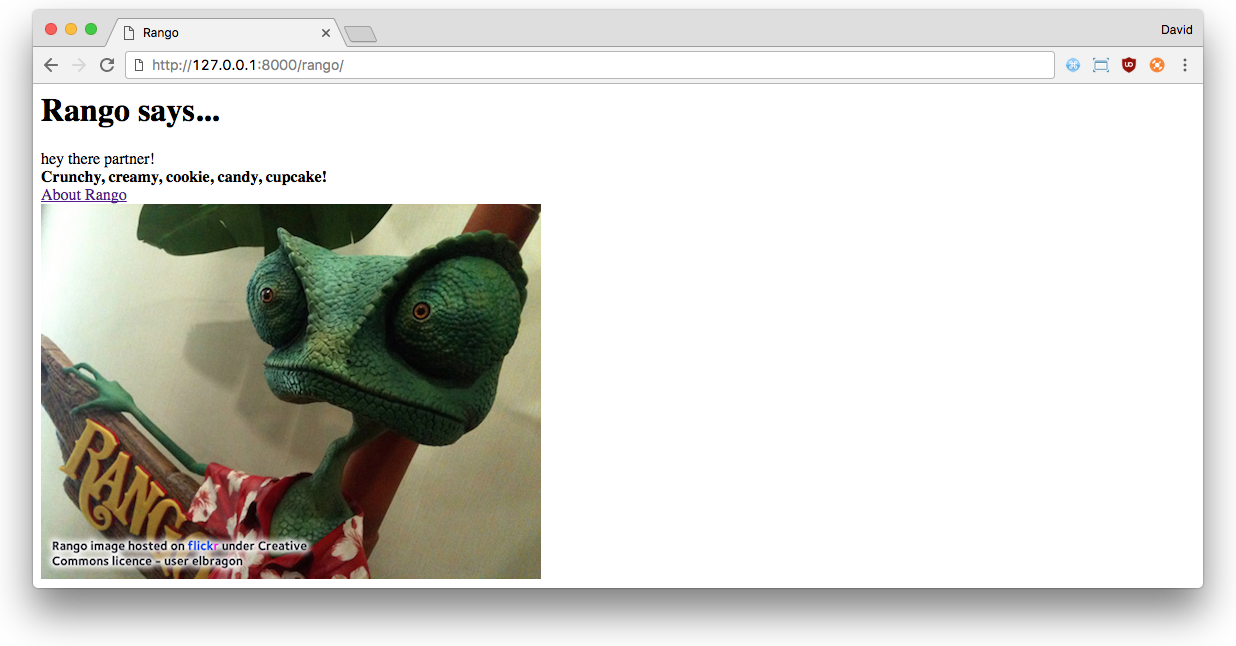 Rango
David
http://127.0.0.1:8000/rango/
Rango says...
hey there partner!
Crunchy, creamy, cookie, candy, cupcake!
About Rango
RANGO
Rango image hosted on flickr under Creative
Commons licence - user elbragon